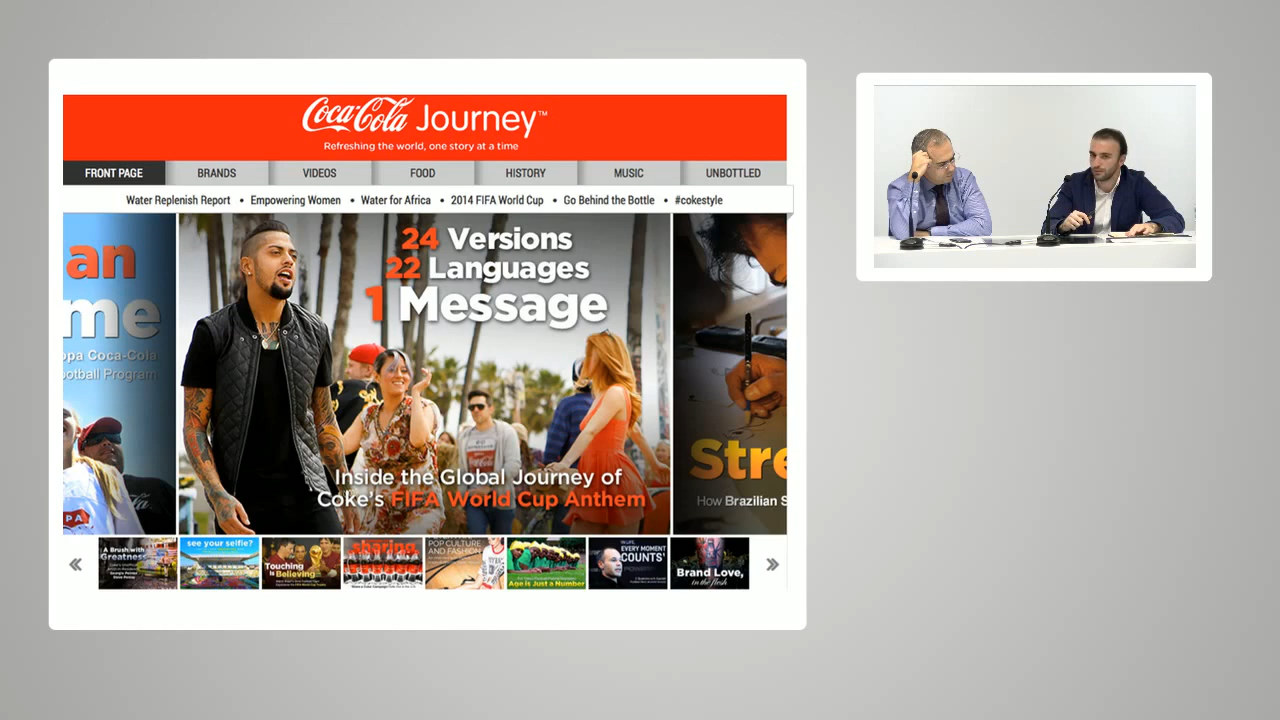 Coca-Cola Journey™
Refreshing the world, one story at a time
FRONT PAGE
BRANDS
VIDEOS
FOOD
HISTORY
MUSIC
UNBOTTLED
Water Replenish Report • Empowering Women • Water for Africa • 2014 FIFA World Cup • Go Behind the Bottle • #cokestyle
an
me
opa Coca-Cola
ootball Program
24 Versions
22 Languages
1 Message
Inside the Global Journey of
Coke's FIFA World Cup Anthem
Stre
How Brazilian S
A Brush with
Greatness
see your selfie?
Touching
is Believing
sharing
POP CULTURE
AND FASHION
Age is Just a Number
EVERY MOMENT
COUNTS'
Brand Love,
in the flesh